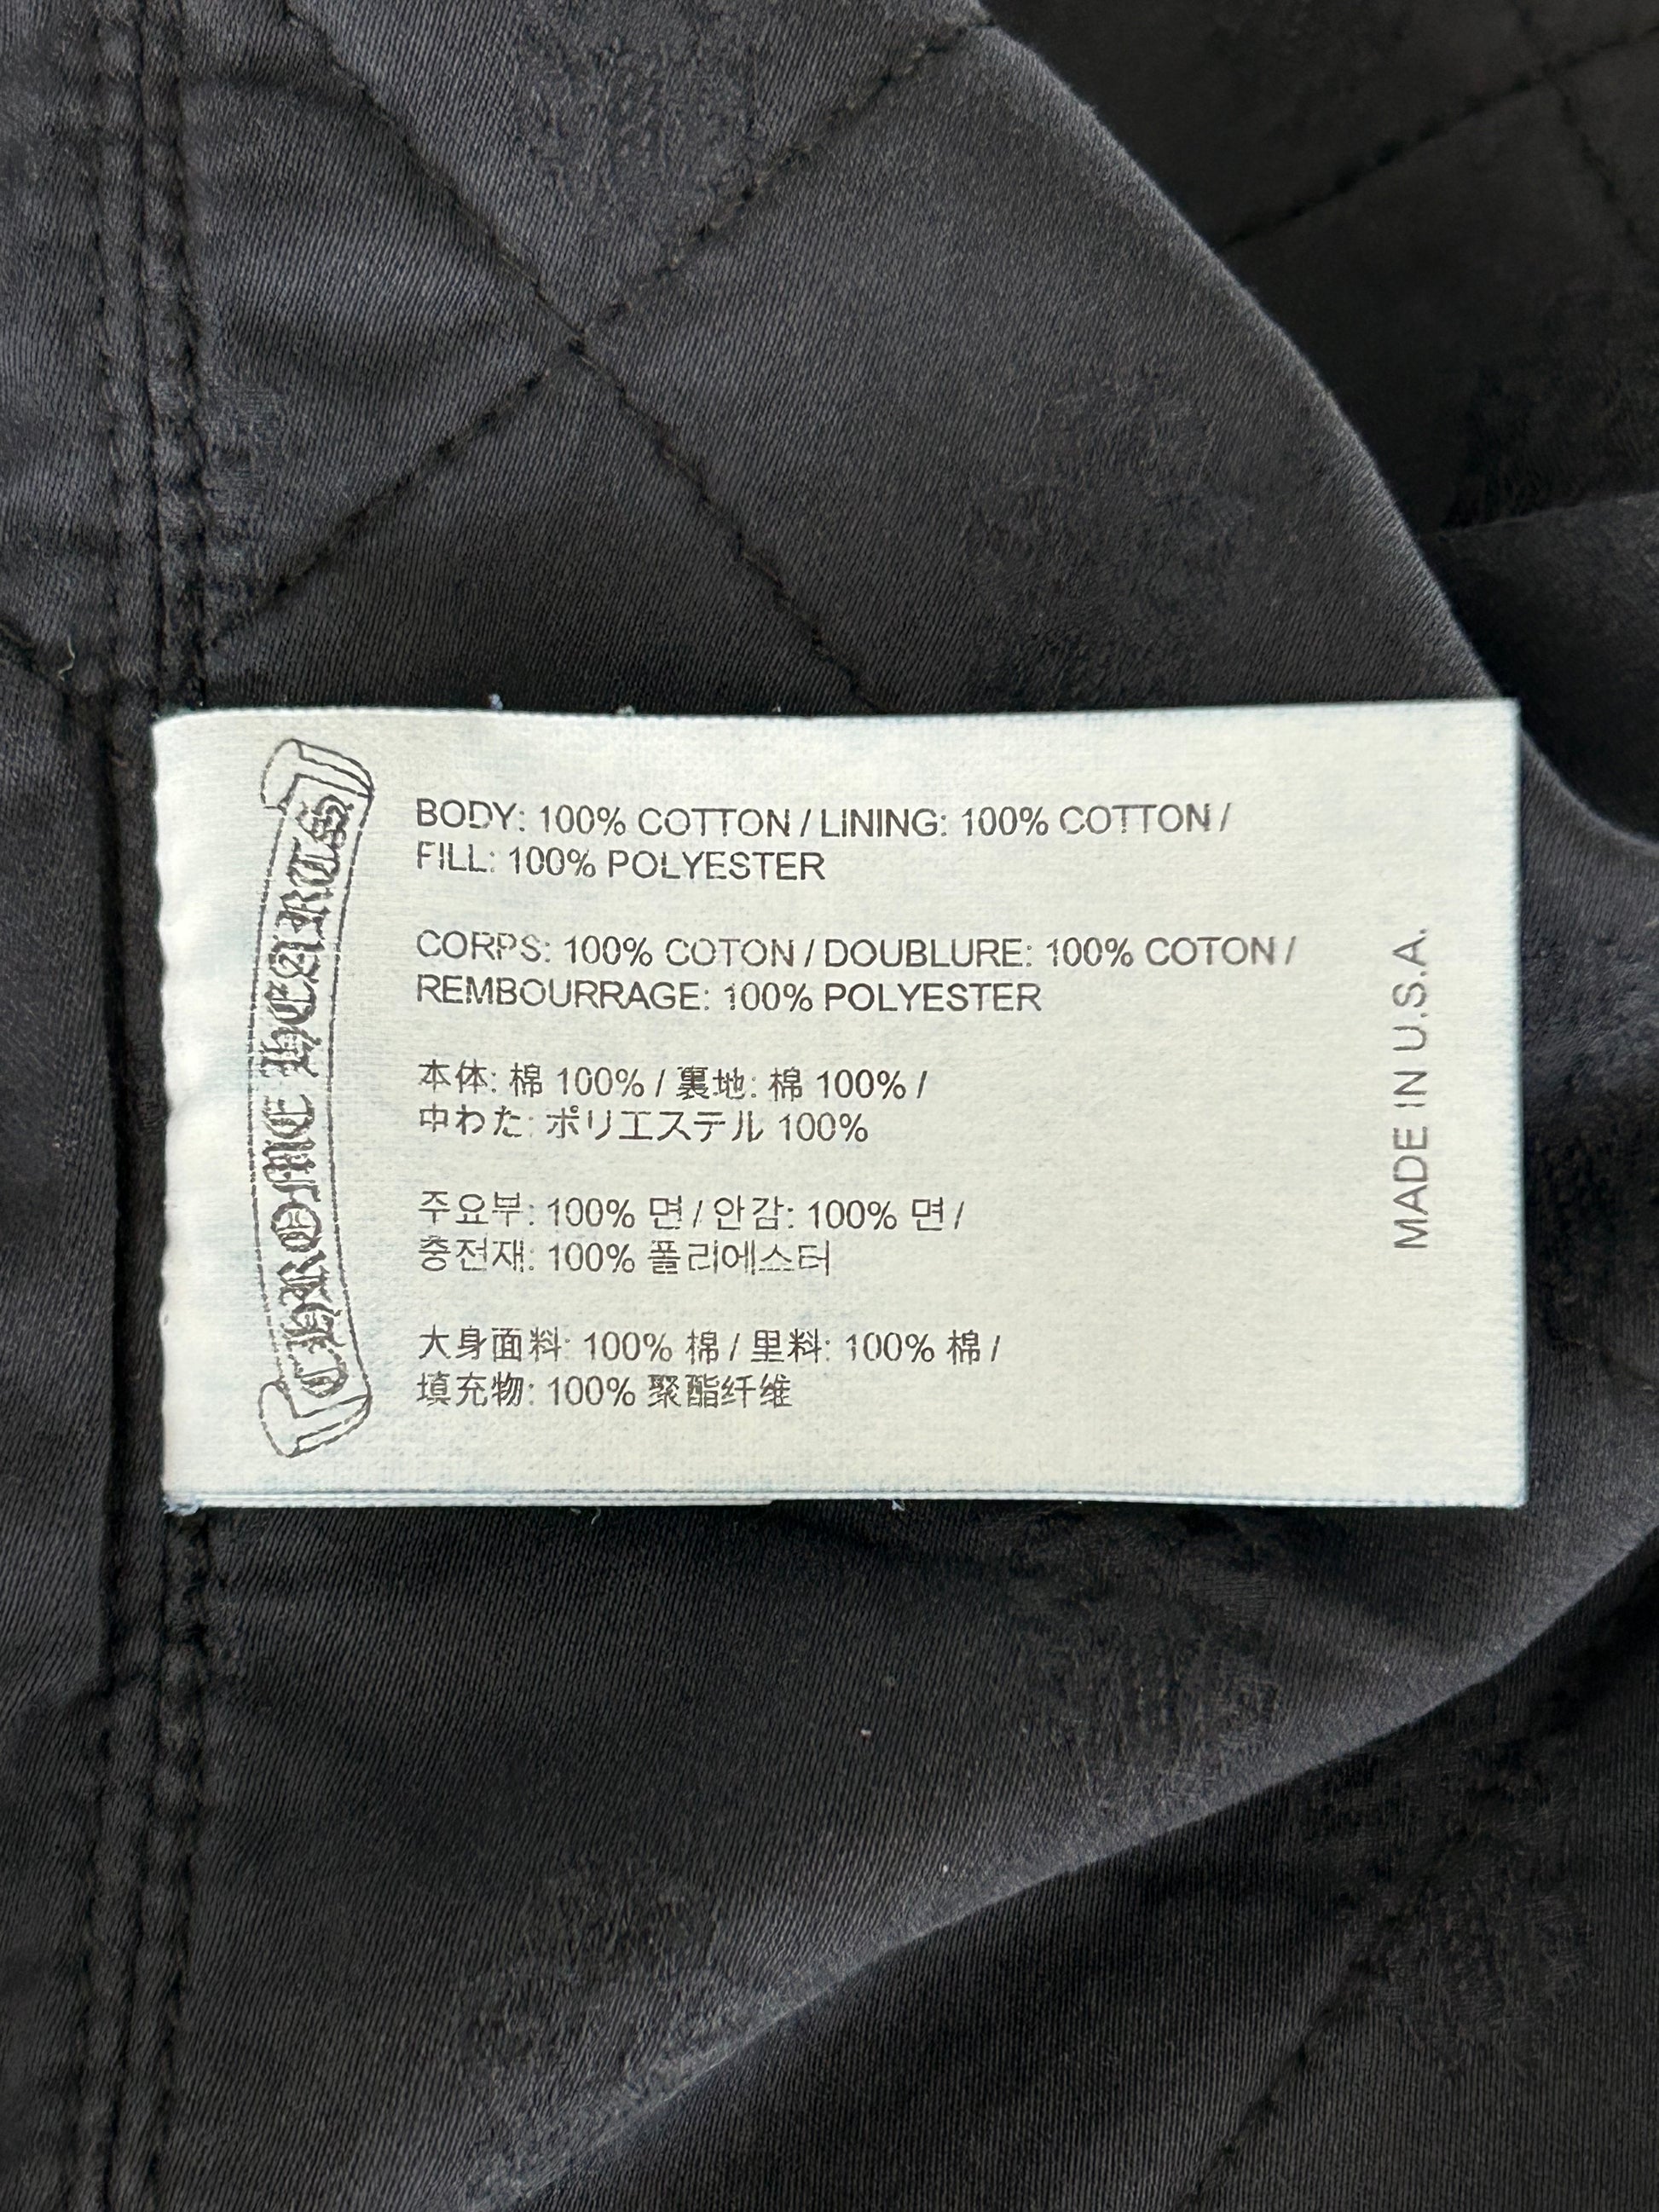 CHROME HEARTS
BODY: 100% COTTON / LINING: 100% COTTON /
FILL: 100% POLYESTER
CORPS: 100% COTON / DOUBLURE: 100% COTON /
REMBOURRAGE: 100% POLYESTER
本体: 棉 100% / 裏地: 棉 100% /
中わた: ポリエステル 100%
주요부: 100% 면 / 안감: 100% 면 /
충전재: 100% 폴리에스터
大身面料: 100% 棉 / 里料: 100% 棉 /
填充物: 100% 聚酯纤维
MADE IN U.S.A.